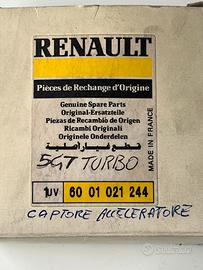 RENAULT
Pièces de Rechange d'Origine
Genuine Spare Parts
Original-Ersatzteile
Piezas de Recambio de Origen
Ricambi Originali
Originele Onderdelen
قطع غيار أصلية
MADE IN FRANCE
5GT TURBO
1UV 60 01 021 244
CAPTORE ACCELERATORE
subito